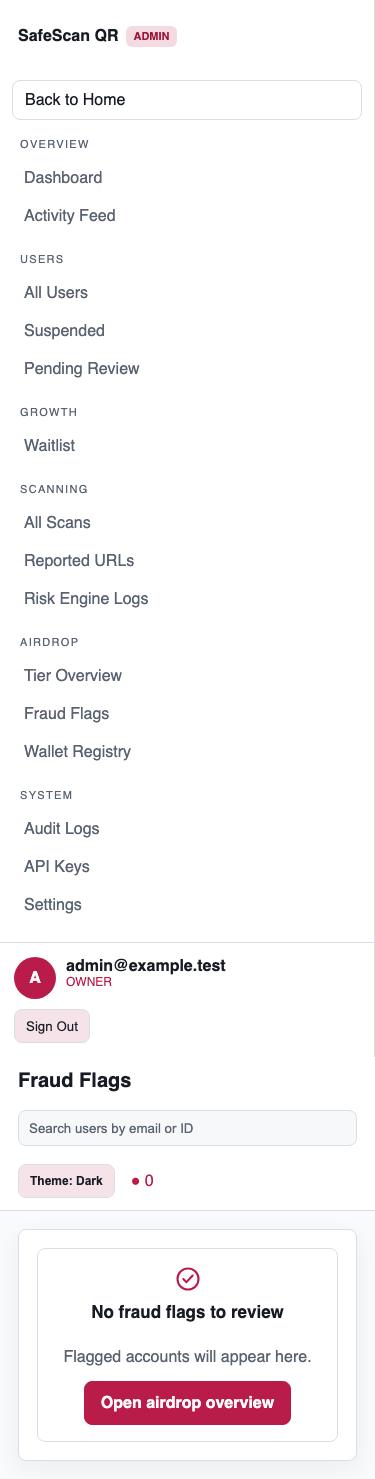 SafeScan QR ADMIN
Back to Home
OVERVIEW
Dashboard
Activity Feed
USERS
All Users
Suspended
Pending Review
GROWTH
Waitlist
SCANNING
All Scans
Reported URLs
Risk Engine Logs
AIRDROP
Tier Overview
Fraud Flags
Wallet Registry
SYSTEM
Audit Logs
API Keys
Settings
A admin@example.test
OWNER
Sign Out
Fraud Flags
Search users by email or ID
Theme: Dark 0
No fraud flags to review
Flagged accounts will appear here.
Open airdrop overview